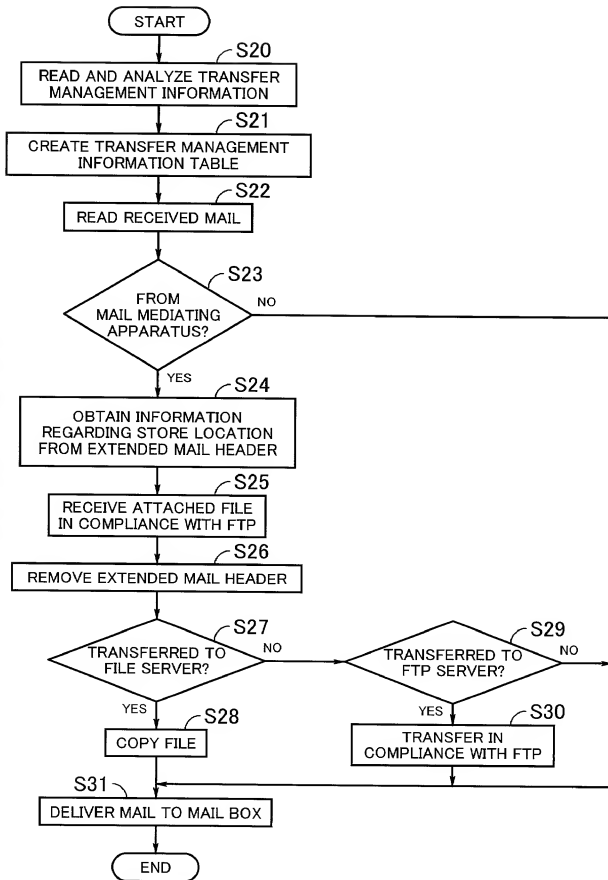 START
S20
READ AND ANALYZE TRANSFER
MANAGEMENT INFORMATION
S21
CREATE TRANSFER MANAGEMENT
INFORMATION TABLE
S22
READ RECEIVED MAIL
S23
FROM
MAIL MEDIATING
APPARATUS?
NO
YES
S24
OBTAIN INFORMATION
REGARDING STORE LOCATION
FROM EXTENDED MAIL HEADER
S25
RECEIVE ATTACHED FILE
IN COMPLIANCE WITH FTP
S26
REMOVE EXTENDED MAIL HEADER
S27
TRANSFERRED TO
FILE SERVER?
NO
YES
S29
TRANSFERRED TO
FTP SERVER?
NO
YES
S28
COPY FILE
S30
TRANSFER IN
COMPLIANCE WITH FTP
S31
DELIVER MAIL TO MAIL BOX
END